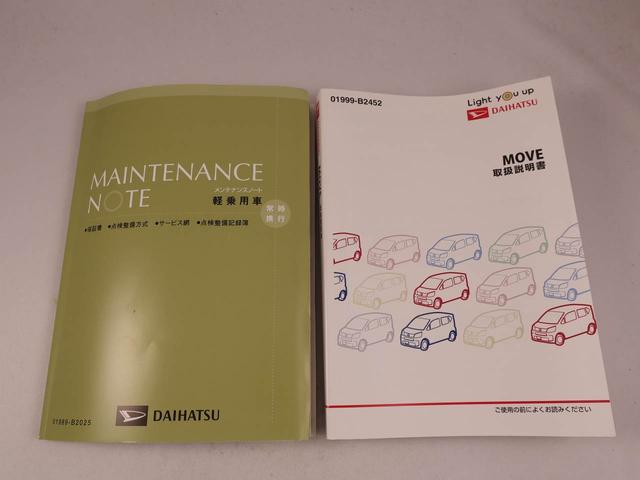 MAINTENANCE
NOTE
メンテナンスノート
軽乗用車
常時
携行
●保証書 ●点検整備方式 ●サービス網 ●点検整備記録簿
DAIHATSU
01989-B2025
01999-B2452
Light you up
DAIHATSU
MOVE
取扱説明書
ご使用の前によくお読みください